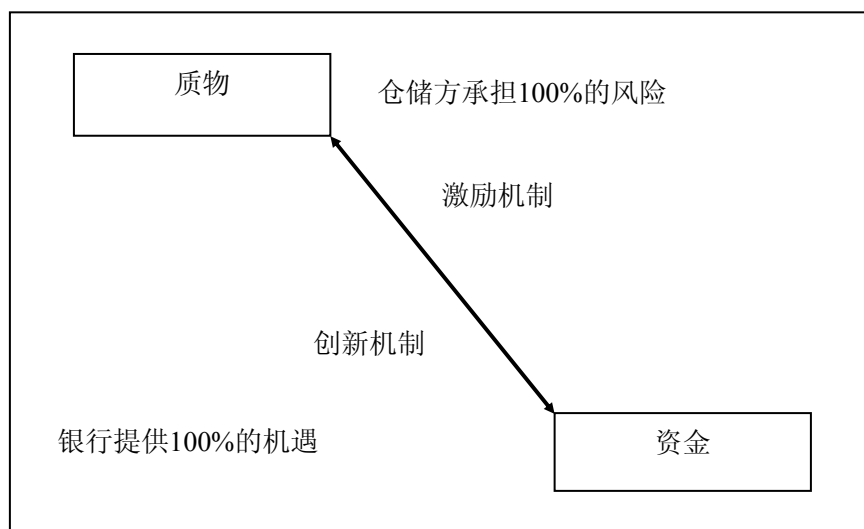 质物
仓储方承担100%的风险
激励机制
创新机制
银行提供100%的机遇
资金